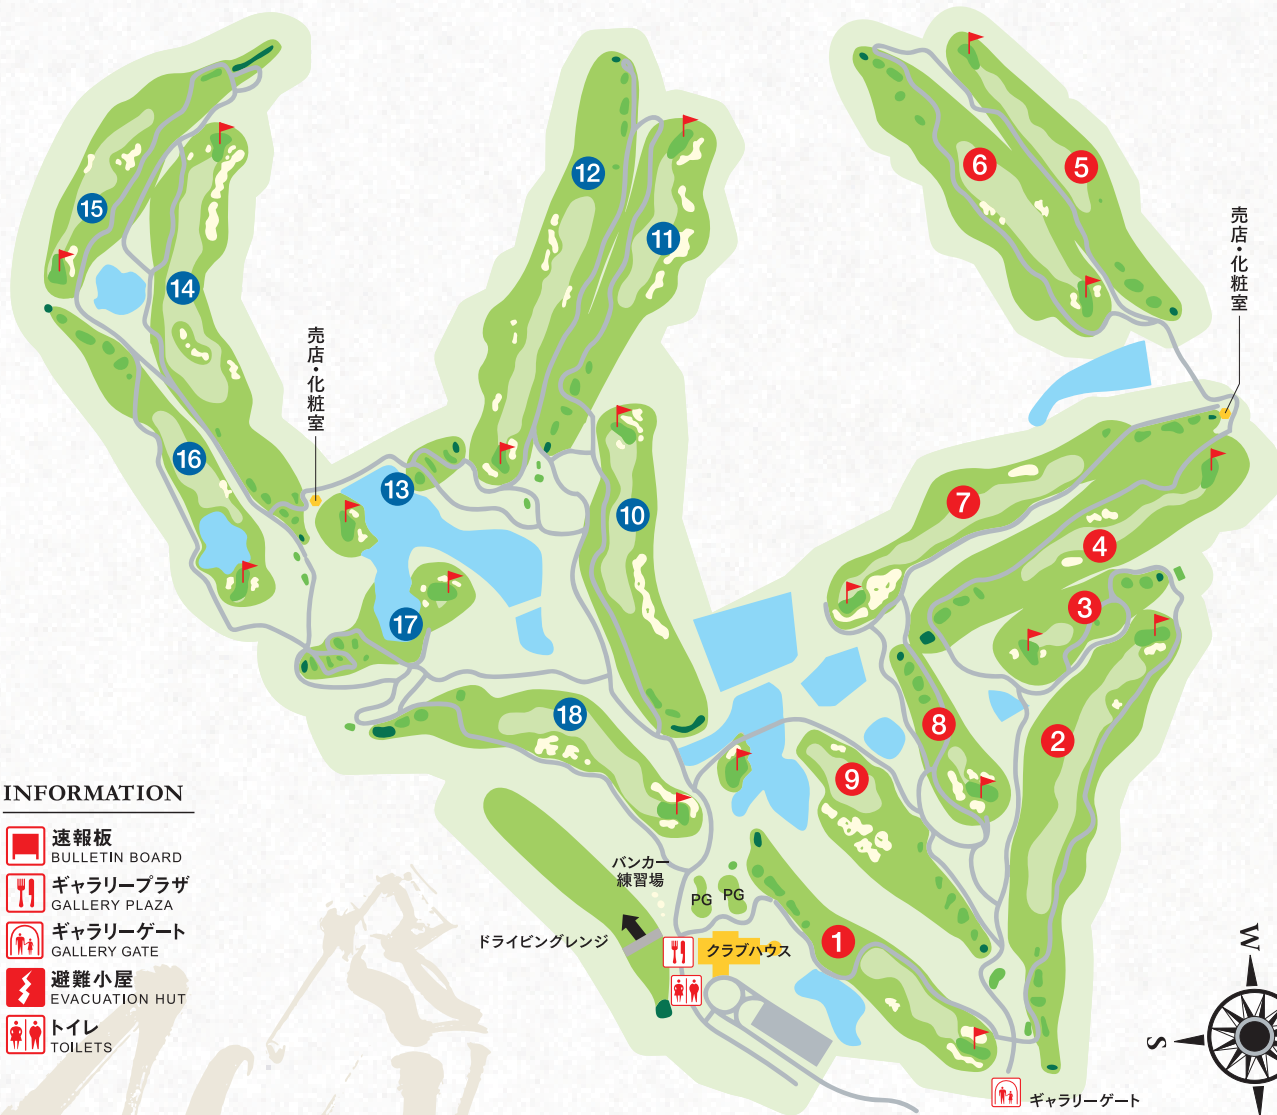 15
14
12
11
6
5
売店・化粧室
売店・化粧室
16
13
10
7
4
17
3
18
8
2
9
INFORMATION
速報板
BULLETIN BOARD
ギャラリープラザ
GALLERY PLAZA
ギャラリーゲート
GALLERY GATE
避難小屋
EVACUATION HUT
トイレ
TOILETS
バンカー
練習場
PG
PG
ドライビングレンジ
クラブハウス
1
W
S
ギャラリーゲート